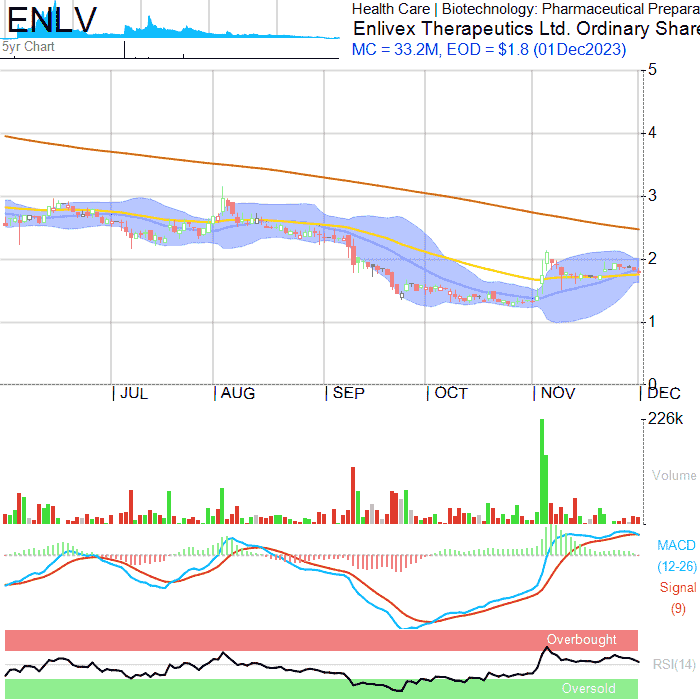 ENLV
5yr Chart
Health Care | Biotechnology: Pharmaceutical Prepara
Enlivex Therapeutics Ltd. Ordinary Share
MC = 33.2M, EOD = $1.8 (01Dec2023)
5
4
3
2
1
0
JUL AUG SEP OCT NOV DEC
226k
Volume
MACD
(12-26)
Signal
(9)
Overbought
RSI(14)
Oversold